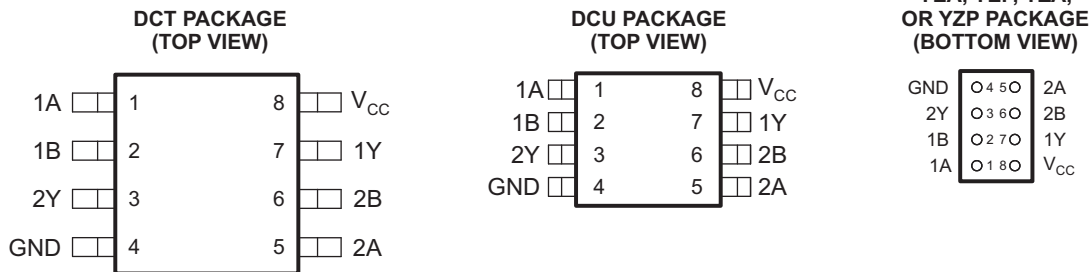 DCT PACKAGE
(TOP VIEW)
1A 1 8 VCC
1B 2 7 1Y
2Y 3 6 2B
GND 4 5 2A
DCU PACKAGE
(TOP VIEW)
1A 1 8 VCC
1B 2 7 1Y
2Y 3 6 2B
GND 4 5 2A
OR YZP PACKAGE
(BOTTOM VIEW)
GND 4 5 2A
2Y 3 6 2B
1B 2 7 1Y
1A 1 8 VCC